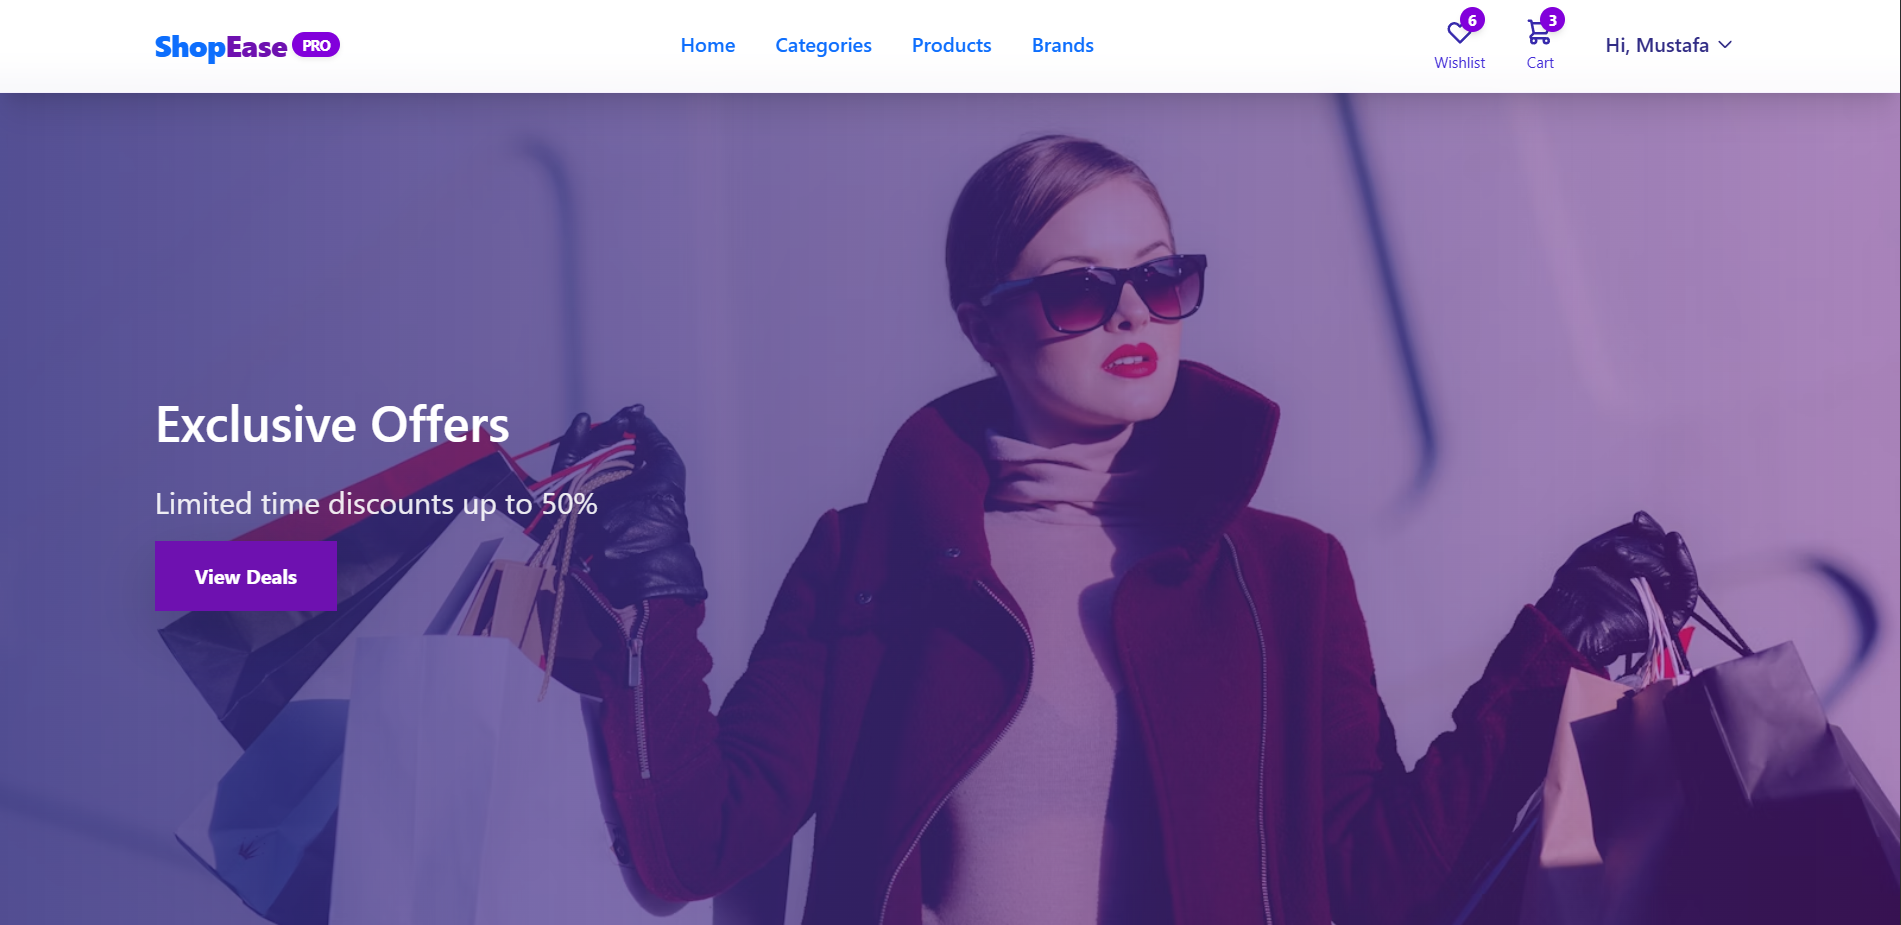 ShopEase PRO
Home Categories Products Brands
6
Wishlist
3
Cart
Hi, Mustafa
Exclusive Offers
Limited time discounts up to 50%
View Deals